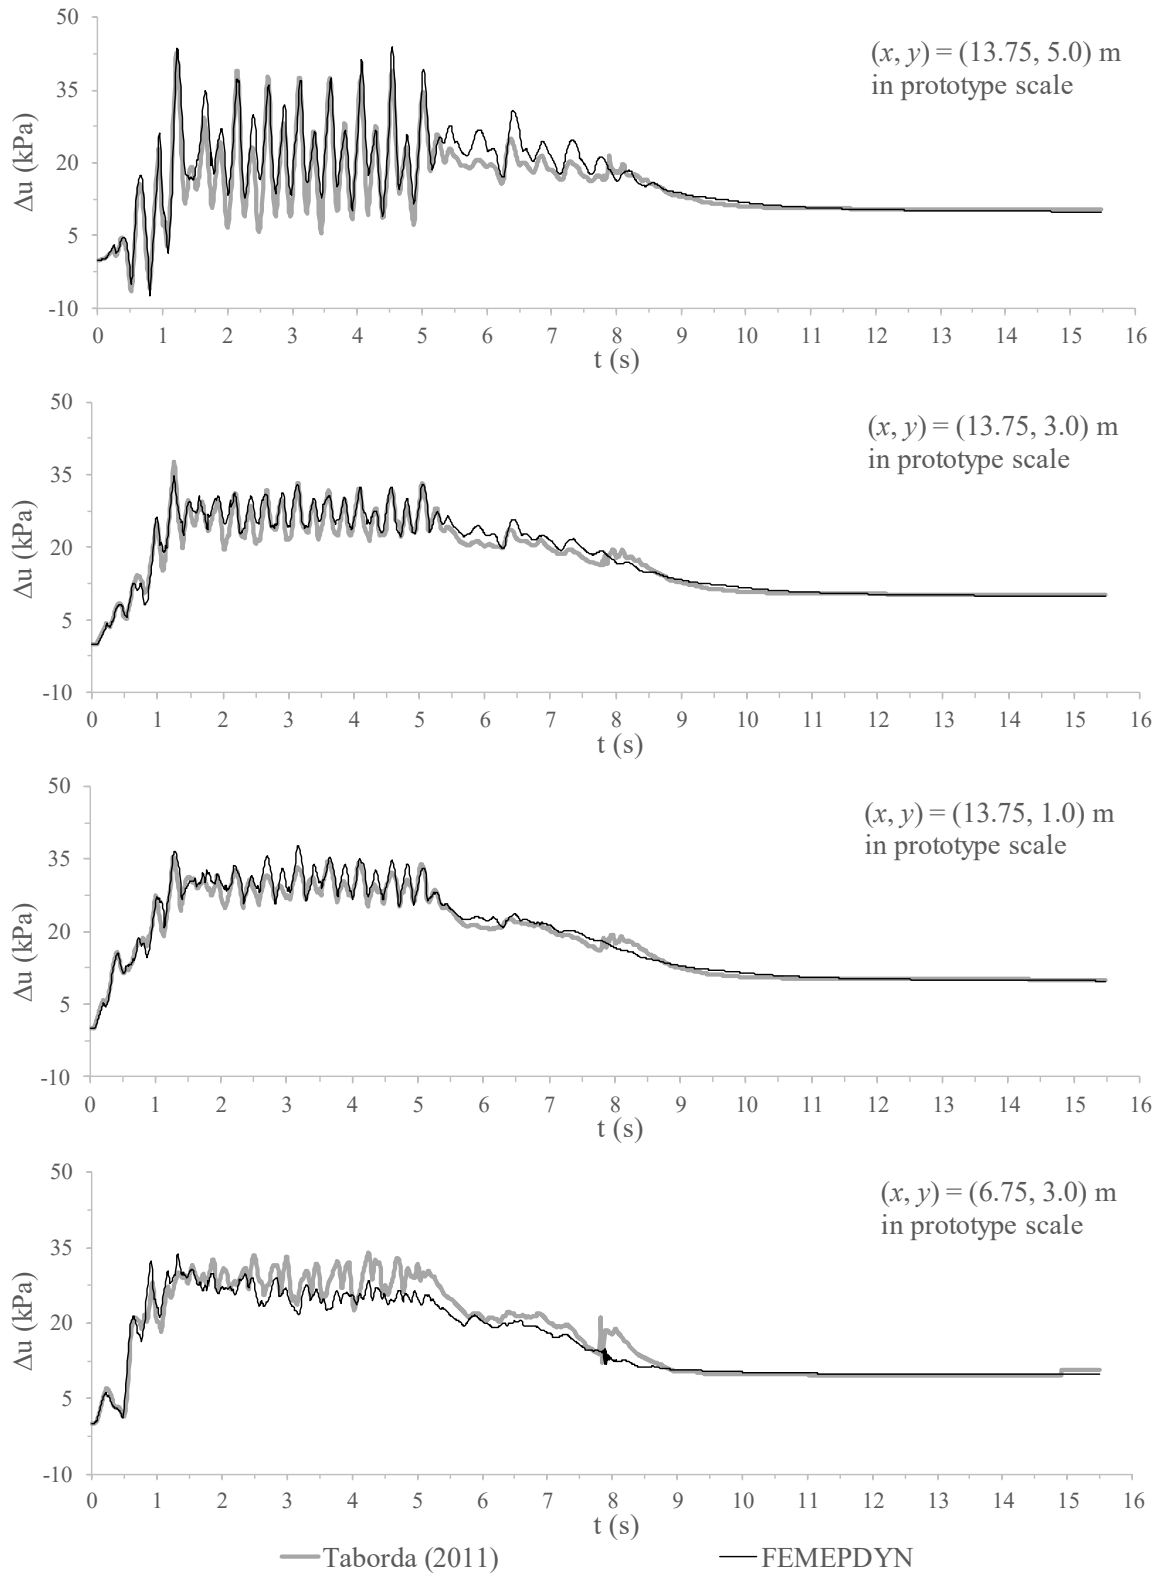 50
35
20
5
-10
Δu (kPa)
(x, y) = (13.75, 5.0) m
in prototype scale
0 1 2 3 4 5 6 7 8 9 10 11 12 13 14 15 16
t (s)
50
35
20
5
-10
Δu (kPa)
(x, y) = (13.75, 3.0) m
in prototype scale
0 1 2 3 4 5 6 7 8 9 10 11 12 13 14 15 16
t (s)
50
35
20
5
-10
Δu (kPa)
(x, y) = (13.75, 1.0) m
in prototype scale
0 1 2 3 4 5 6 7 8 9 10 11 12 13 14 15 16
t (s)
50
35
20
5
-10
Δu (kPa)
(x, y) = (6.75, 3.0) m
in prototype scale
0 1 2 3 4 5 6 7 8 9 10 11 12 13 14 15 16
t (s)
Taborda (2011) FEMEPDYN